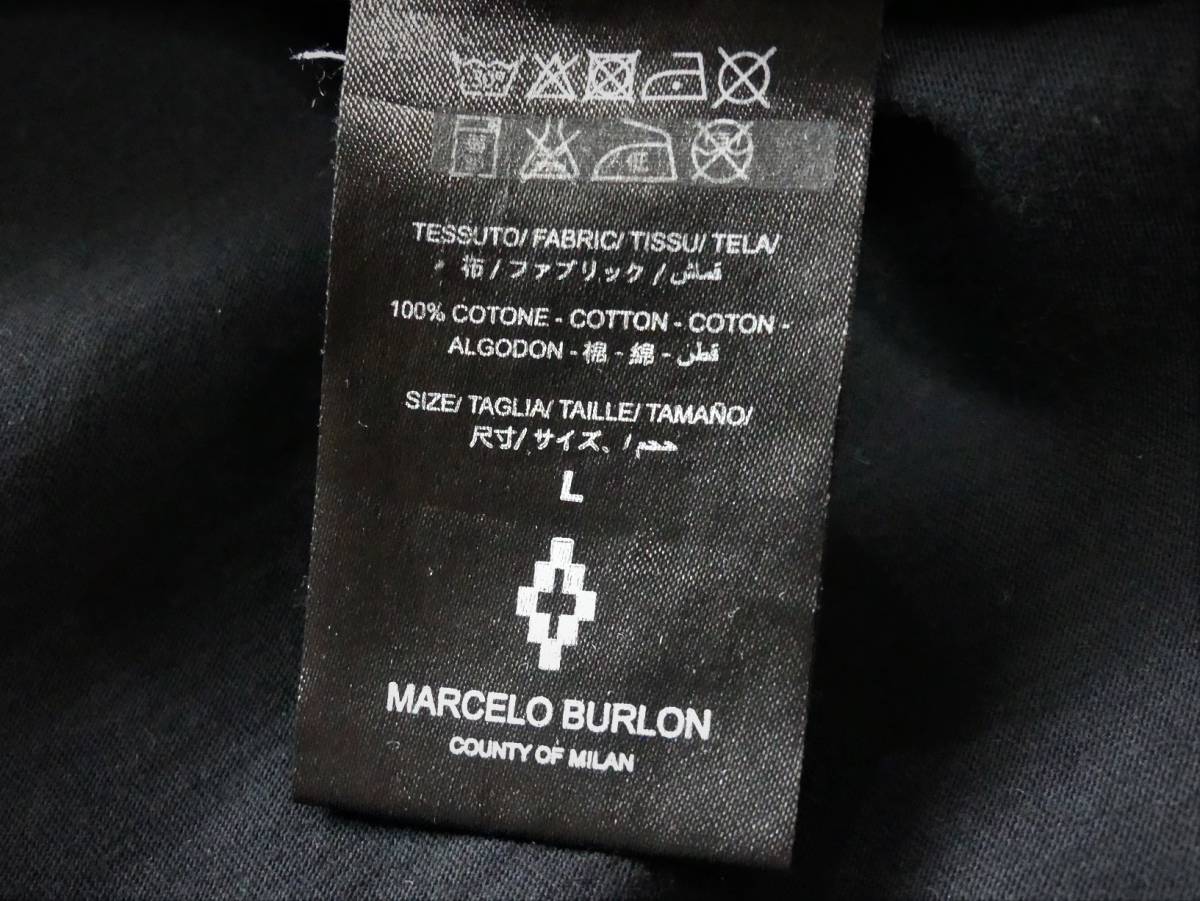 30°
TESSUTO/ FABRIC/ TISSU/ TELA/
布 / ファブリック / قماش
100% COTONE - COTTON - COTON -
ALGODON - 棉 - 綿 - قطن
SIZE/ TAGLIA/ TAILLE/ TAMAÑO/
尺寸/ サイズ、/ حجم
L
MARCELO BURLON
COUNTY OF MILAN